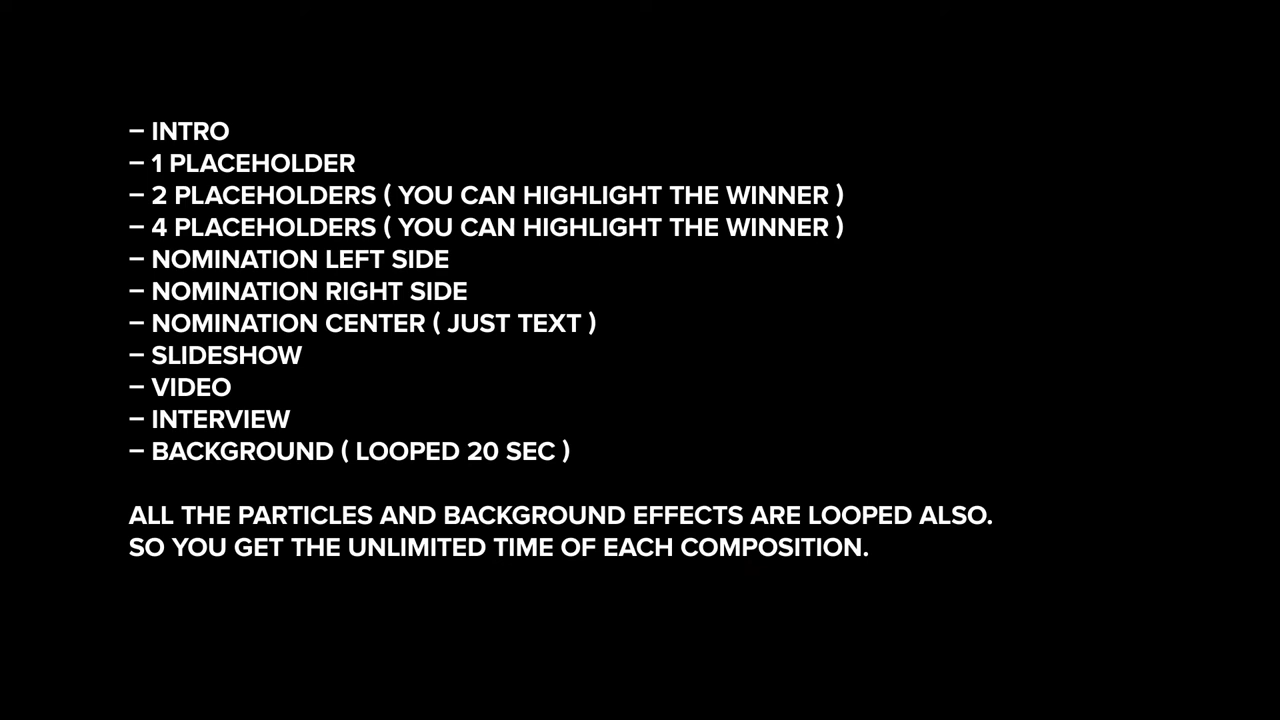 – INTRO
– 1 PLACEHOLDER
– 2 PLACEHOLDERS ( YOU CAN HIGHLIGHT THE WINNER )
– 4 PLACEHOLDERS ( YOU CAN HIGHLIGHT THE WINNER )
– NOMINATION LEFT SIDE
– NOMINATION RIGHT SIDE
– NOMINATION CENTER ( JUST TEXT )
– SLIDESHOW
– VIDEO
– INTERVIEW
– BACKGROUND ( LOOPED 20 SEC )
ALL THE PARTICLES AND BACKGROUND EFFECTS ARE LOOPED ALSO.
SO YOU GET THE UNLIMITED TIME OF EACH COMPOSITION.